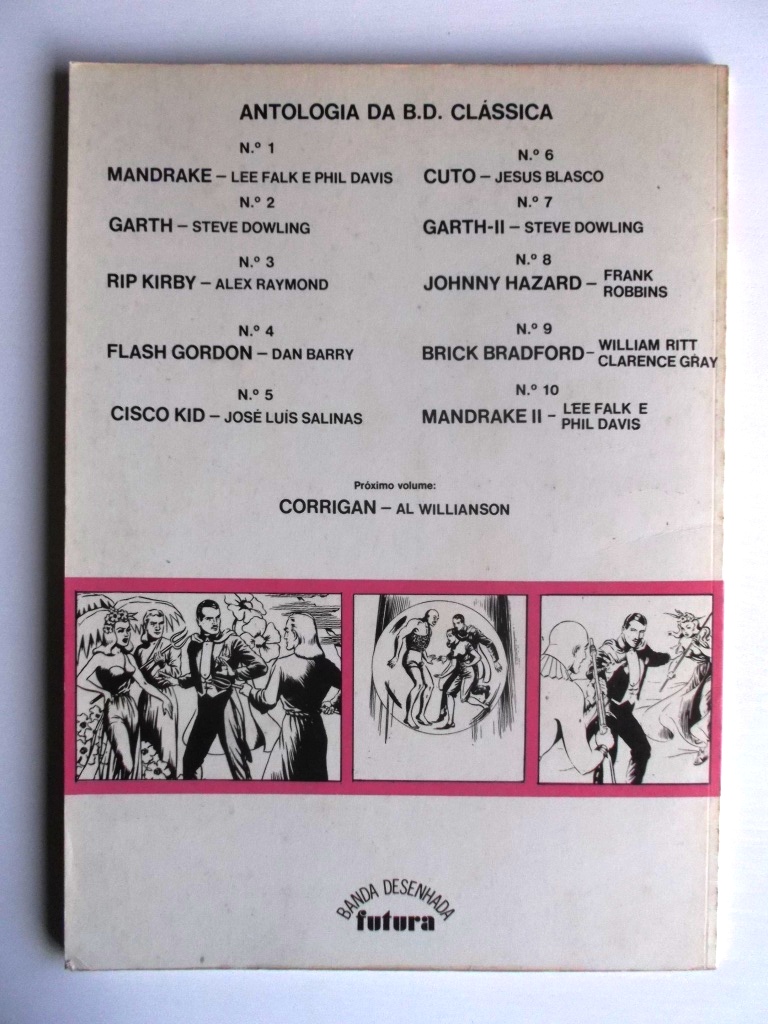 ANTOLOGIA DA B.D. CLÁSSICA
N.º 1
MANDRAKE – LEE FALK E PHIL DAVIS
N.º 2
GARTH – STEVE DOWLING
N.º 3
RIP KIRBY – ALEX RAYMOND
N.º 4
FLASH GORDON – DAN BARRY
N.º 5
CISCO KID – JOSÉ LUÍS SALINAS
N.º 6
CUTO – JESUS BLASCO
N.º 7
GARTH-II – STEVE DOWLING
N.º 8
JOHNNY HAZARD – FRANK
ROBBINS
N.º 9
BRICK BRADFORD – WILLIAM RITT
CLARENCE GRAY
N.º 10
MANDRAKE II – LEE FALK E
PHIL DAVIS
Próximo volume:
CORRIGAN – AL WILLIANSON
BANDA DESENHADA
futura